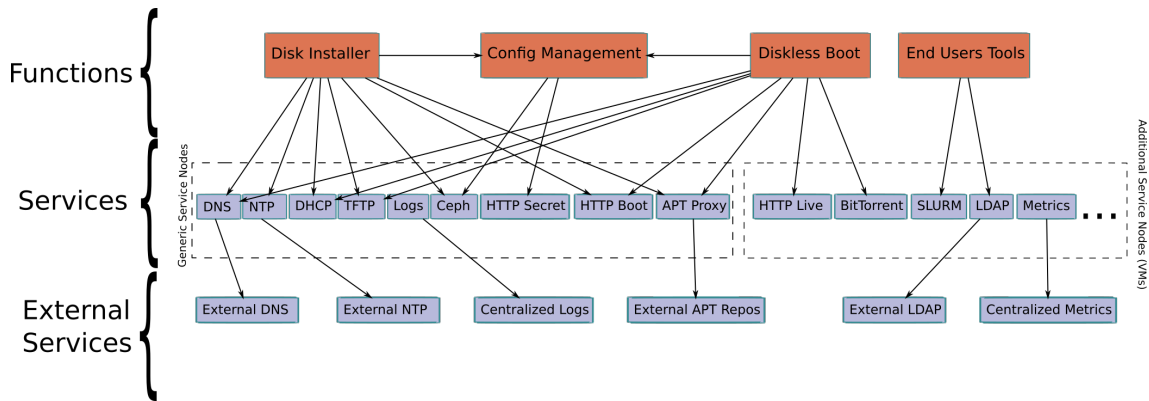 Functions
Disk Installer
Config Management
Diskless Boot
End Users Tools
Services
Generic Service Nodes
DNS
NTP
DHCP
TFTP
Logs
Ceph
HTTP Secret
HTTP Boot
APT Proxy
HTTP Live
BitTorrent
SLURM
LDAP
Metrics
...
Additional Service Nodes (VMs)
External
Services
External DNS
External NTP
Centralized Logs
External APT Repos
External LDAP
Centralized Metrics